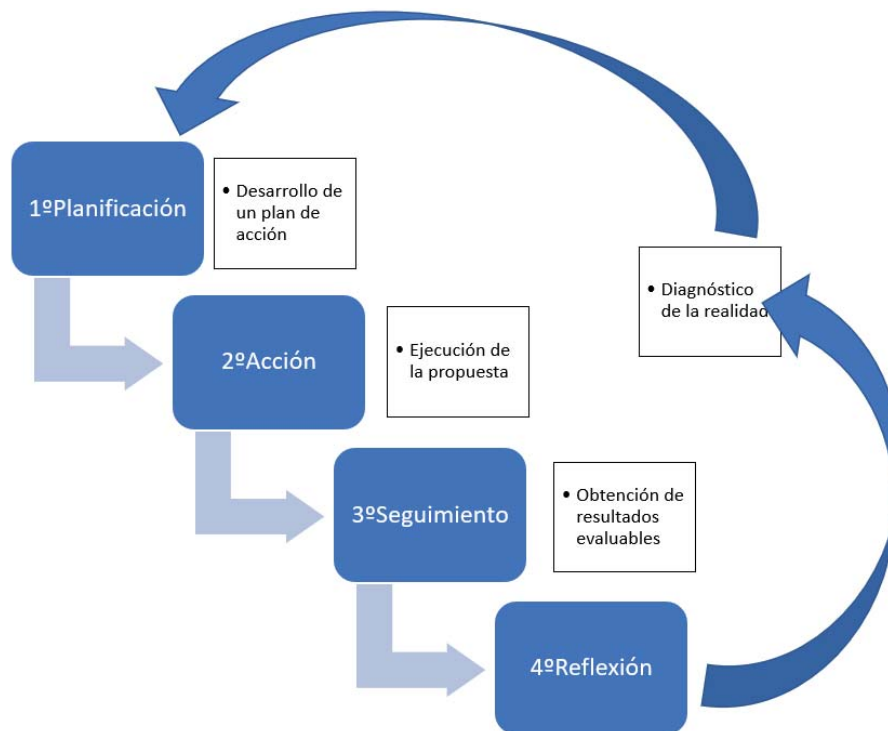 1ºPlanificación
• Desarrollo de
un plan de
acción
• Diagnóstico
de la realidad
2ºAcción
• Ejecución de
la propuesta
3ºSeguimiento
• Obtención de
resultados
evaluables
4ºReflexión